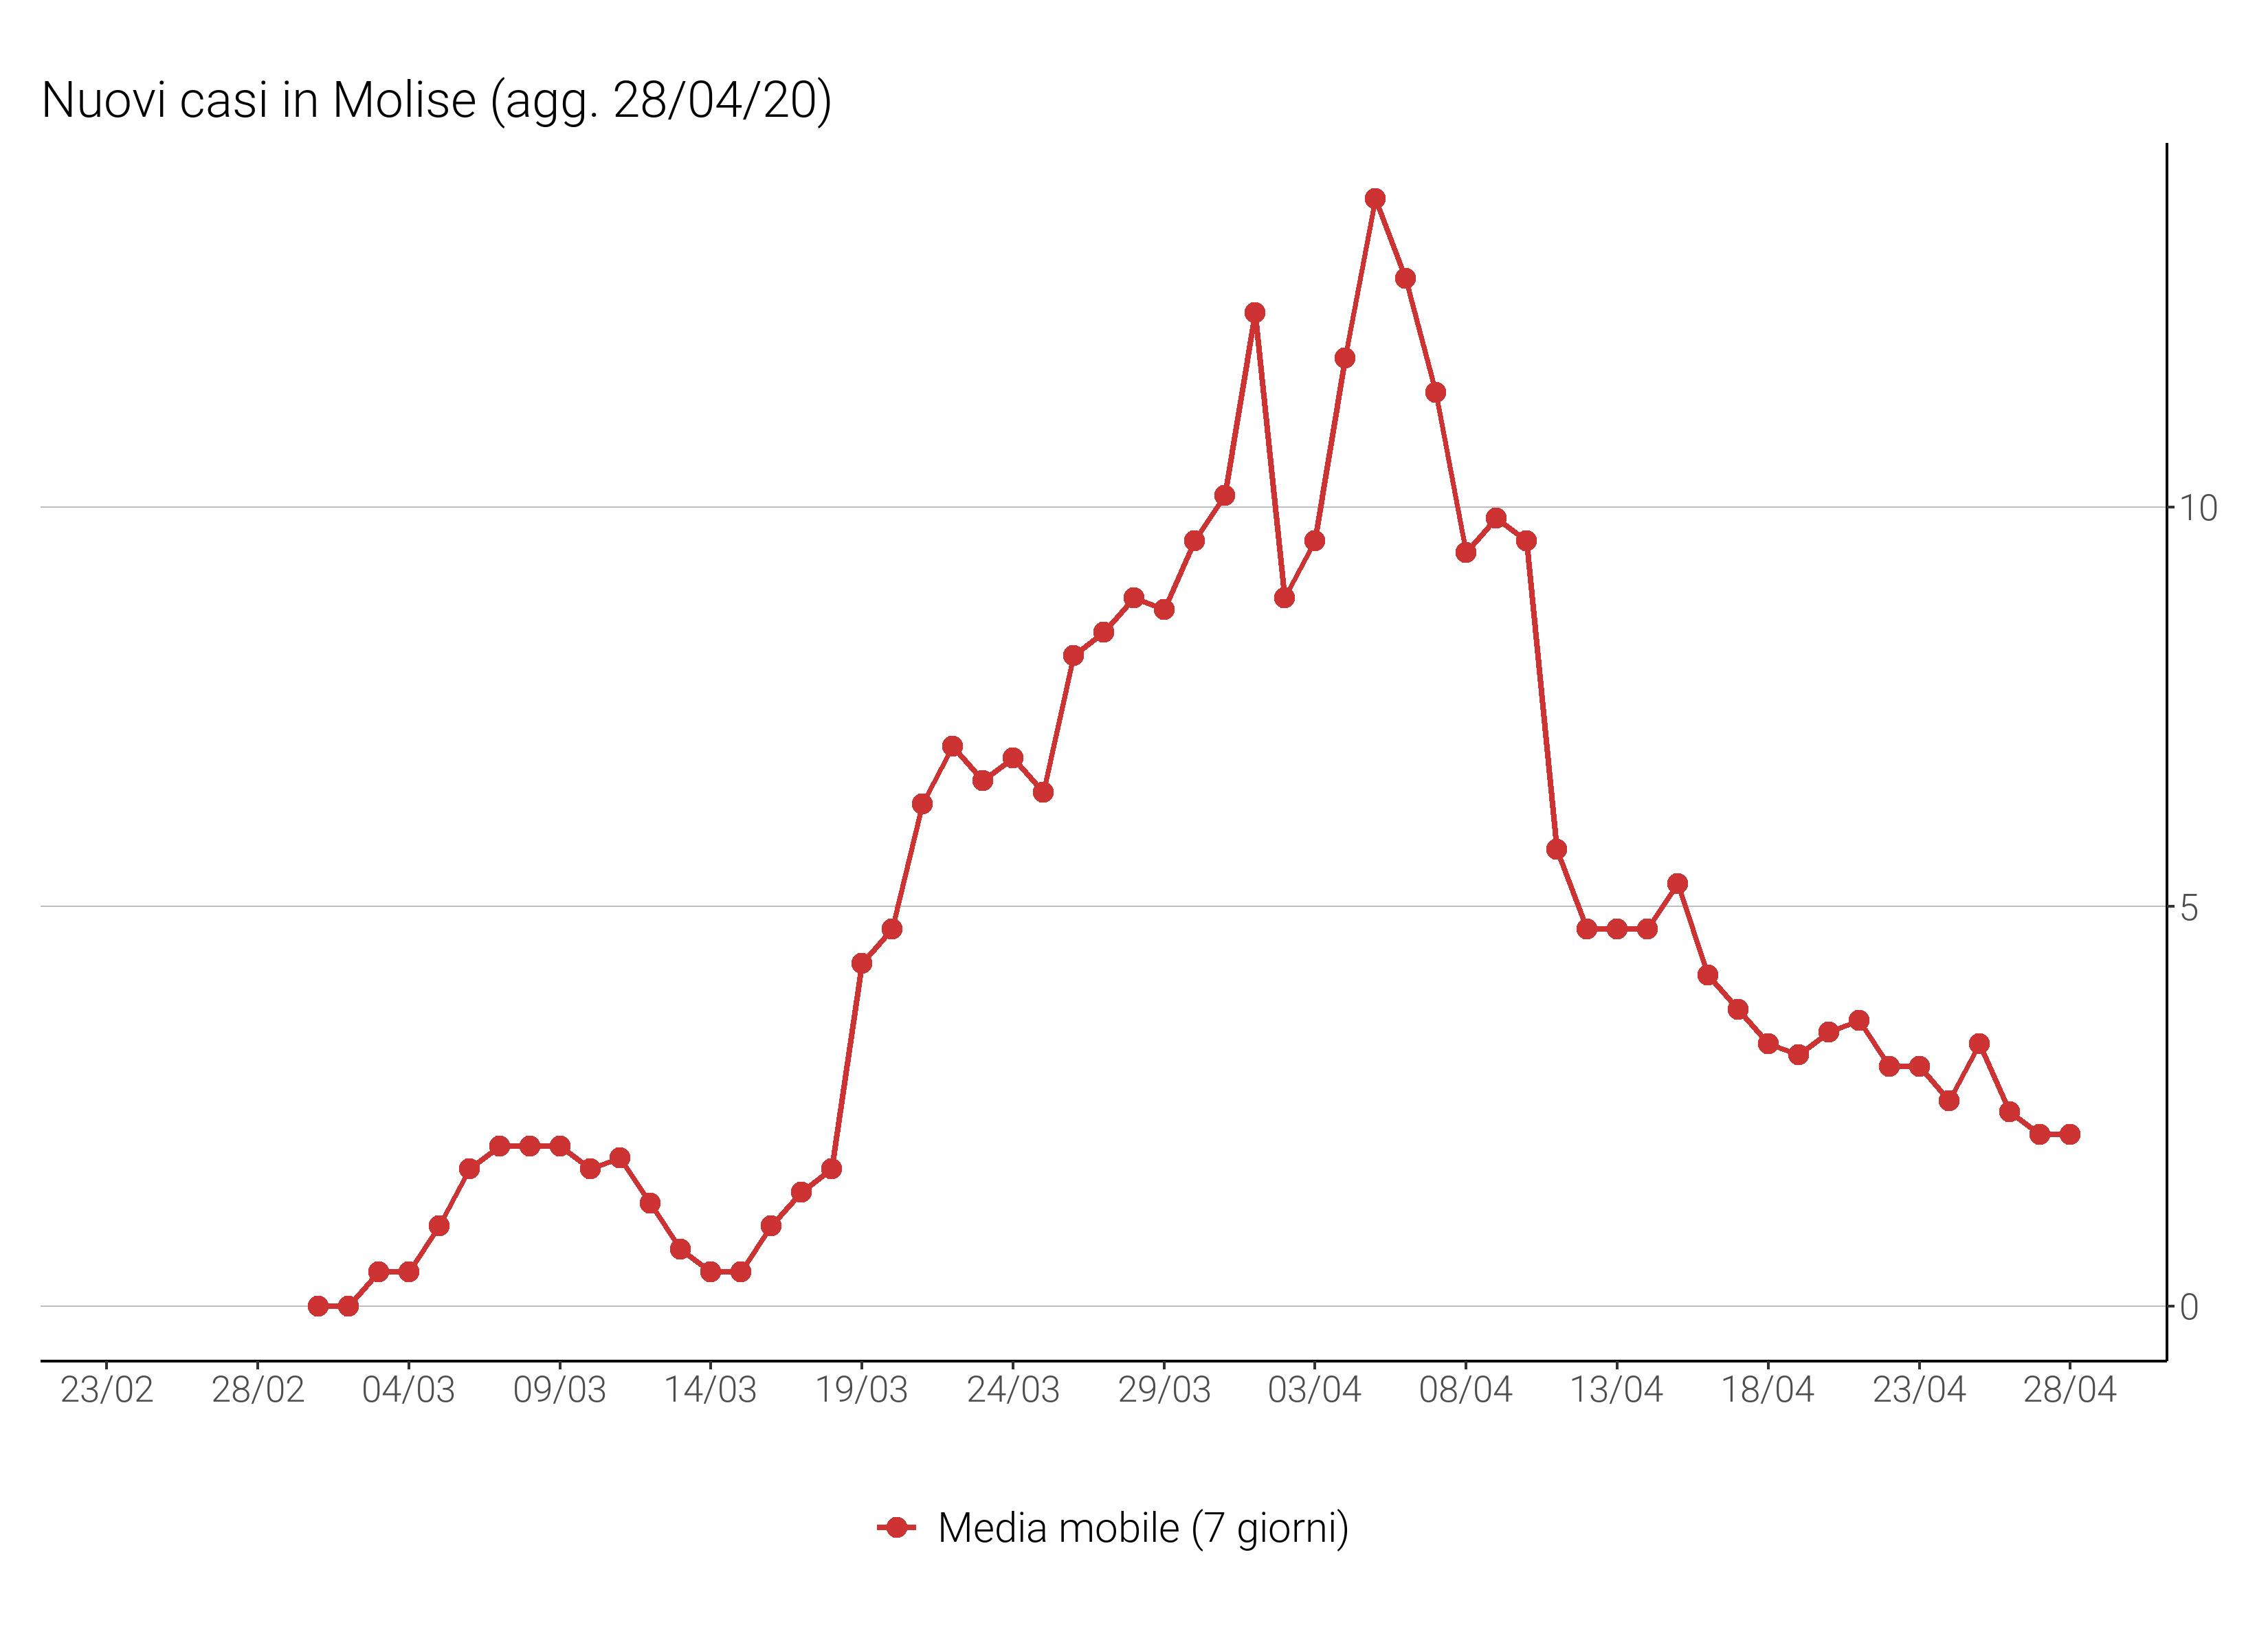 Nuovi casi in Molise (agg. 28/04/20)
10
5
0
23/02 28/02 04/03 09/03 14/03 19/03 24/03 29/03 03/04 08/04 13/04 18/04 23/04 28/04
Media mobile (7 giorni)